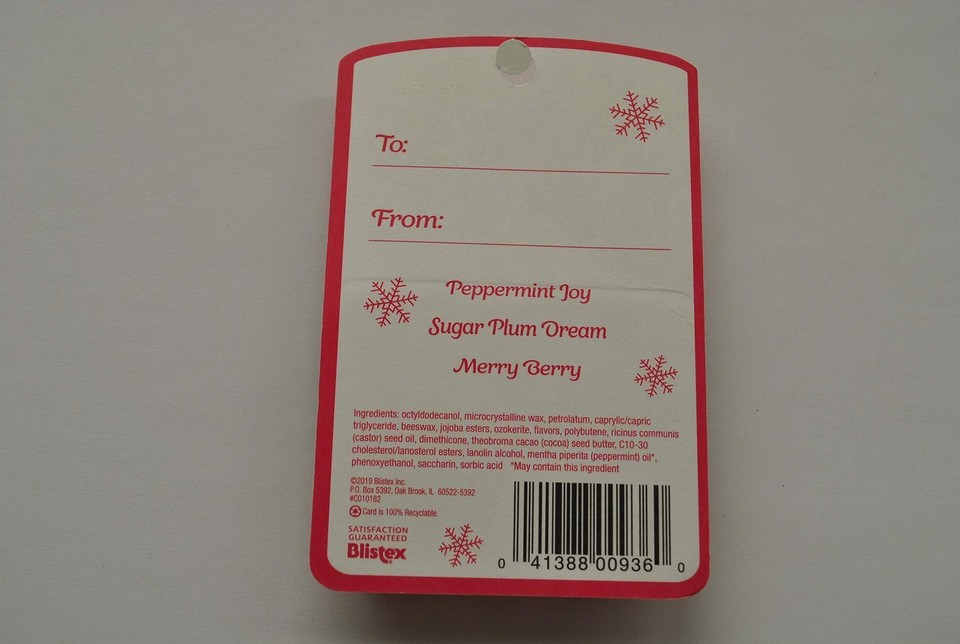 To:
From:
Peppermint Joy
Sugar Plum Dream
Merry Berry
Ingredients: octyldodecanol, microcrystalline wax, petrolatum, caprylic/capric
triglyceride, beeswax, jojoba esters, ozokerite, flavors, polybutene, ricinus communis
(castor) seed oil, dimethicone, theobroma cacao (cocoa) seed butter, C10-30
cholesterol/lanosterol esters, lanolin alcohol, mentha piperita (peppermint) oil*,
phenoxyethanol, saccharin, sorbic acid *May contain this ingredient
©2019 Blistex Inc.
P.O. Box 5392, Oak Brook, IL 60522-5392
#C010182
Card is 100% Recyclable.
SATISFACTION
GUARANTEED
Blistex®
0 41388 00936 0